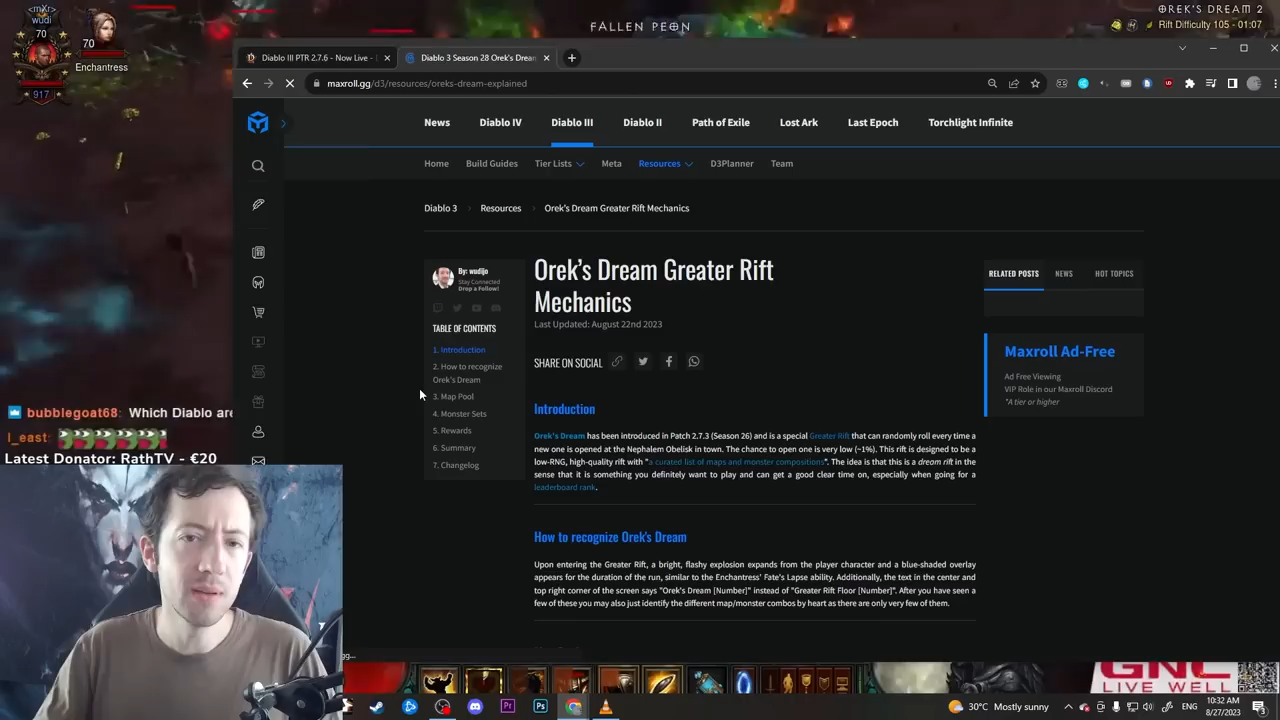 <mXr>
wudi
70
70
Enchantress
917
FALLEN PEON
OREK'S DREAM 2
Rift Difficulty 105 - 01:07
Diablo III PTR 2.7.6 - Now Live -
Diablo 3 Season 28 Orek's Drea
maxroll.gg/d3/resources/oreks-dream-explained
News
Diablo IV
Diablo III
Diablo II
Path of Exile
Lost Ark
Last Epoch
Torchlight Infinite
Home
Build Guides
Tier Lists
Meta
Resources
D3Planner
Team
Diablo 3
Resources
Orek's Dream Greater Rift Mechanics
By: wudijo
Stay Connected
Drop a Follow!
TABLE OF CONTENTS
1. Introduction
2. How to recognize
Orek's Dream
3. Map Pool
4. Monster Sets
5. Rewards
6. Summary
7. Changelog
Orek's Dream Greater Rift
Mechanics
Last Updated: August 22nd 2023
SHARE ON SOCIAL
Introduction
Orek's Dream has been introduced in Patch 2.7.3 (Season 26) and is a special Greater Rift that can randomly roll every time a
new one is opened at the Nephalem Obelisk in town. The chance to open one is very low (~1%). This rift is designed to be a
low-RNG, high-quality rift with "a curated list of maps and monster compositions". The idea is that this is a dream rift in the
sense that it is something you definitely want to play and can get a good clear time on, especially when going for a
leaderboard rank.
How to recognize Orek's Dream
Upon entering the Greater Rift, a bright, flashy explosion expands from the player character and a blue-shaded overlay
appears for the duration of the run, similar to the Enchantress' Fate's Lapse ability. Additionally, the text in the center and
top right corner of the screen says "Orek's Dream [Number]" instead of "Greater Rift Floor [Number]". After you have seen a
few of these you may also just identify the different map/monster combos by heart as there are only very few of them.
RELATED POSTS
NEWS
HOT TOPICS
Maxroll Ad-Free
Ad Free Viewing
VIP Role in our Maxroll Discord
*A tier or higher
bubblegoat68: Which Diablo are
l_east:
Latest Donator: RathTV - €20
gg...
GNC
LIVE WELL
30°C Mostly sunny
10:32 AM
8/27/2023